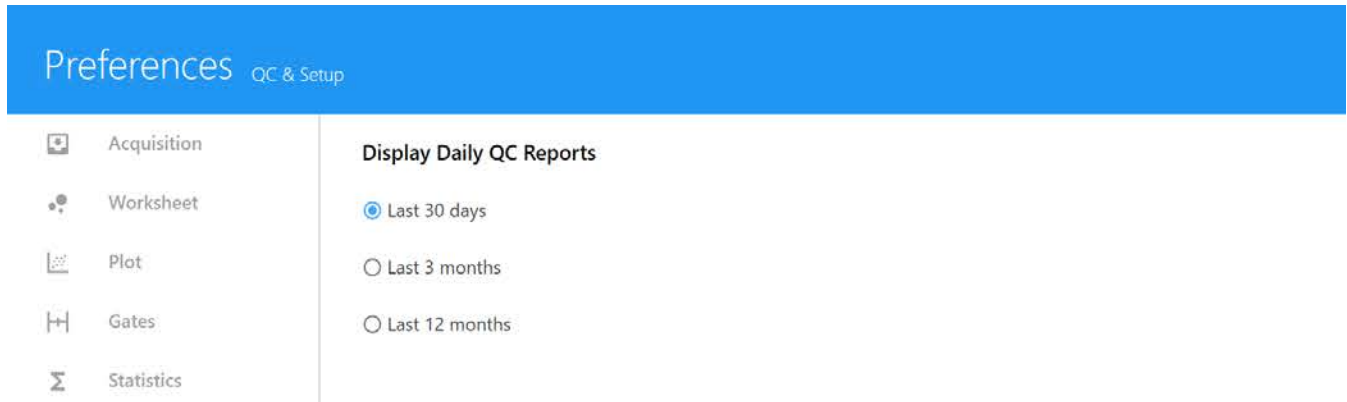 Preferences QC & Setup
Acquisition
Worksheet
Plot
Gates
Statistics
Display Daily QC Reports
Last 30 days
Last 3 months
Last 12 months